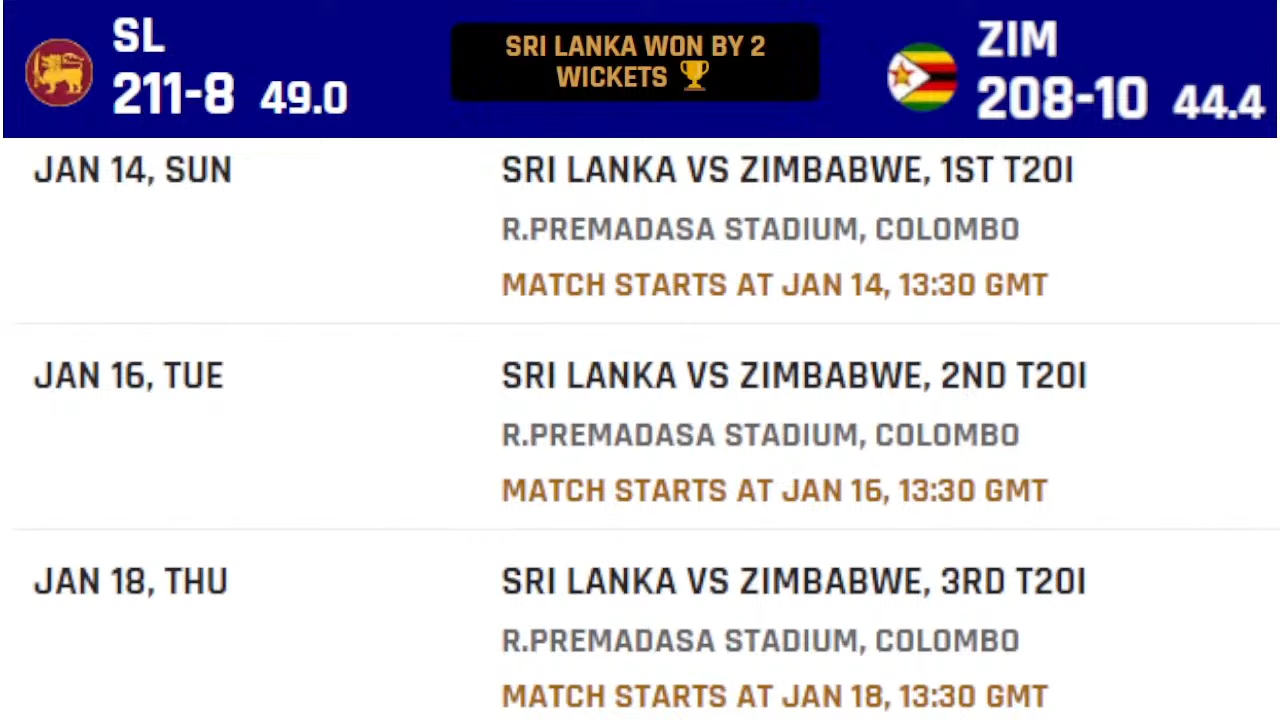 SL
211-8 49.0
SRI LANKA WON BY 2
WICKETS 🏆
ZIM
208-10 44.4
JAN 14, SUN
SRI LANKA VS ZIMBABWE, 1ST T20I
R.PREMADASA STADIUM, COLOMBO
MATCH STARTS AT JAN 14, 13:30 GMT
JAN 16, TUE
SRI LANKA VS ZIMBABWE, 2ND T20I
R.PREMADASA STADIUM, COLOMBO
MATCH STARTS AT JAN 16, 13:30 GMT
JAN 18, THU
SRI LANKA VS ZIMBABWE, 3RD T20I
R.PREMADASA STADIUM, COLOMBO
MATCH STARTS AT JAN 18, 13:30 GMT